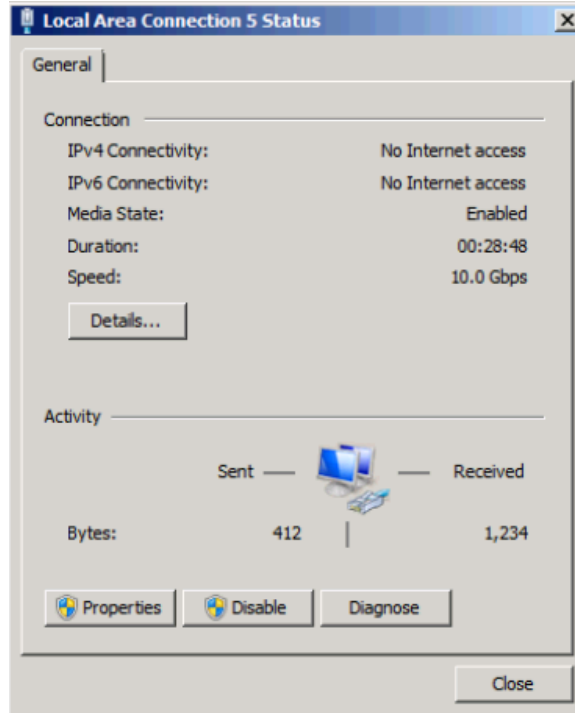 Local Area Connection 5 Status
General
Connection
IPv4 Connectivity: No Internet access
IPv6 Connectivity: No Internet access
Media State: Enabled
Duration: 00:28:48
Speed: 10.0 Gbps
Details...
Activity
Sent Received
Bytes: 412 1,234
Properties Disable Diagnose
Close